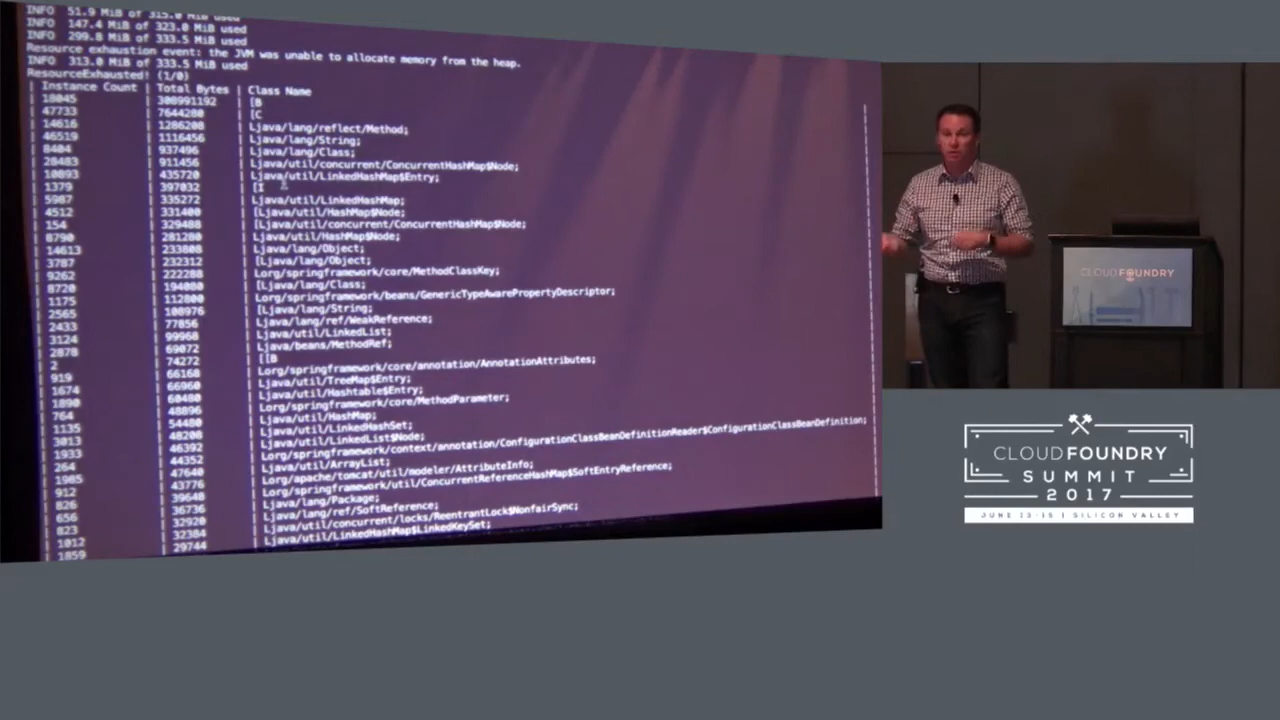 INFO 51.9 MiB of 315.0 MiB used
INFO 147.4 MiB of 323.0 MiB used
INFO 299.8 MiB of 333.5 MiB used
Resource exhaustion event: the JVM was unable to allocate memory from the heap.
INFO 313.0 MiB of 333.5 MiB used
ResourceExhausted! (1/0)
| Instance Count | Total Bytes | Class Name
| 18045 | 308991192 | [B
| 47733 | 7644280 | [C
| 14616 | 1286208 | Ljava/lang/reflect/Method;
| 46519 | 1116456 | Ljava/lang/String;
| 8404 | 937496 | Ljava/lang/Class;
| 28483 | 911456 | Ljava/util/concurrent/ConcurrentHashMap$Node;
| 10893 | 435720 | Ljava/util/LinkedHashMap$Entry;
| 1379 | 397032 | [I
| 5987 | 335272 | Ljava/util/LinkedHashMap;
| 4512 | 331400 | [Ljava/util/HashMap$Node;
| 154 | 329488 | [Ljava/util/concurrent/ConcurrentHashMap$Node;
| 8790 | 281280 | Ljava/util/HashMap$Node;
| 14613 | 233808 | Ljava/lang/Object;
| 3787 | 232312 | [Ljava/lang/Object;
| 9262 | 222288 | Lorg/springframework/core/MethodClassKey;
| 8720 | 194080 | [Ljava/lang/Class;
| 1175 | 112800 | Lorg/springframework/beans/GenericTypeAwarePropertyDescriptor;
| 2565 | 108976 | [Ljava/lang/String;
| 2433 | 77856 | Ljava/lang/ref/WeakReference;
| 3124 | 99968 | Ljava/util/LinkedList;
| 2878 | 69072 | Ljava/beans/MethodRef;
| 2 | 74272 | [[B
| 919 | 66168 | Lorg/springframework/core/annotation/AnnotationAttributes;
| 1674 | 66960 | Ljava/util/TreeMap$Entry;
| 1890 | 60480 | Ljava/util/Hashtable$Entry;
| 764 | 48896 | Lorg/springframework/core/MethodParameter;
| 1135 | 54480 | Ljava/util/HashMap;
| 3013 | 48208 | Ljava/util/LinkedHashSet;
| 1933 | 46392 | Ljava/util/LinkedList$Node;
| 264 | 44352 | Lorg/springframework/context/annotation/ConfigurationClassBeanDefinitionReader$ConfigurationClassBeanDefinition;
| 1985 | 47640 | Ljava/util/ArrayList;
| 912 | 43776 | Lorg/apache/tomcat/util/modeler/AttributeInfo;
| 826 | 39648 | Lorg/springframework/util/ConcurrentReferenceHashMap$SoftEntryReference;
| 656 | 36736 | Ljava/lang/Package;
| 823 | 32920 | Ljava/lang/ref/SoftReference;
| 1012 | 32384 | Ljava/util/concurrent/locks/ReentrantLock$NonfairSync;
| 1859 | 29744 | Ljava/util/LinkedHashMap$LinkedKeySet;
CLOUD FOUNDRY
CLOUD FOUNDRY
SUMMIT
2017
JUNE 13-15 | SILICON VALLEY